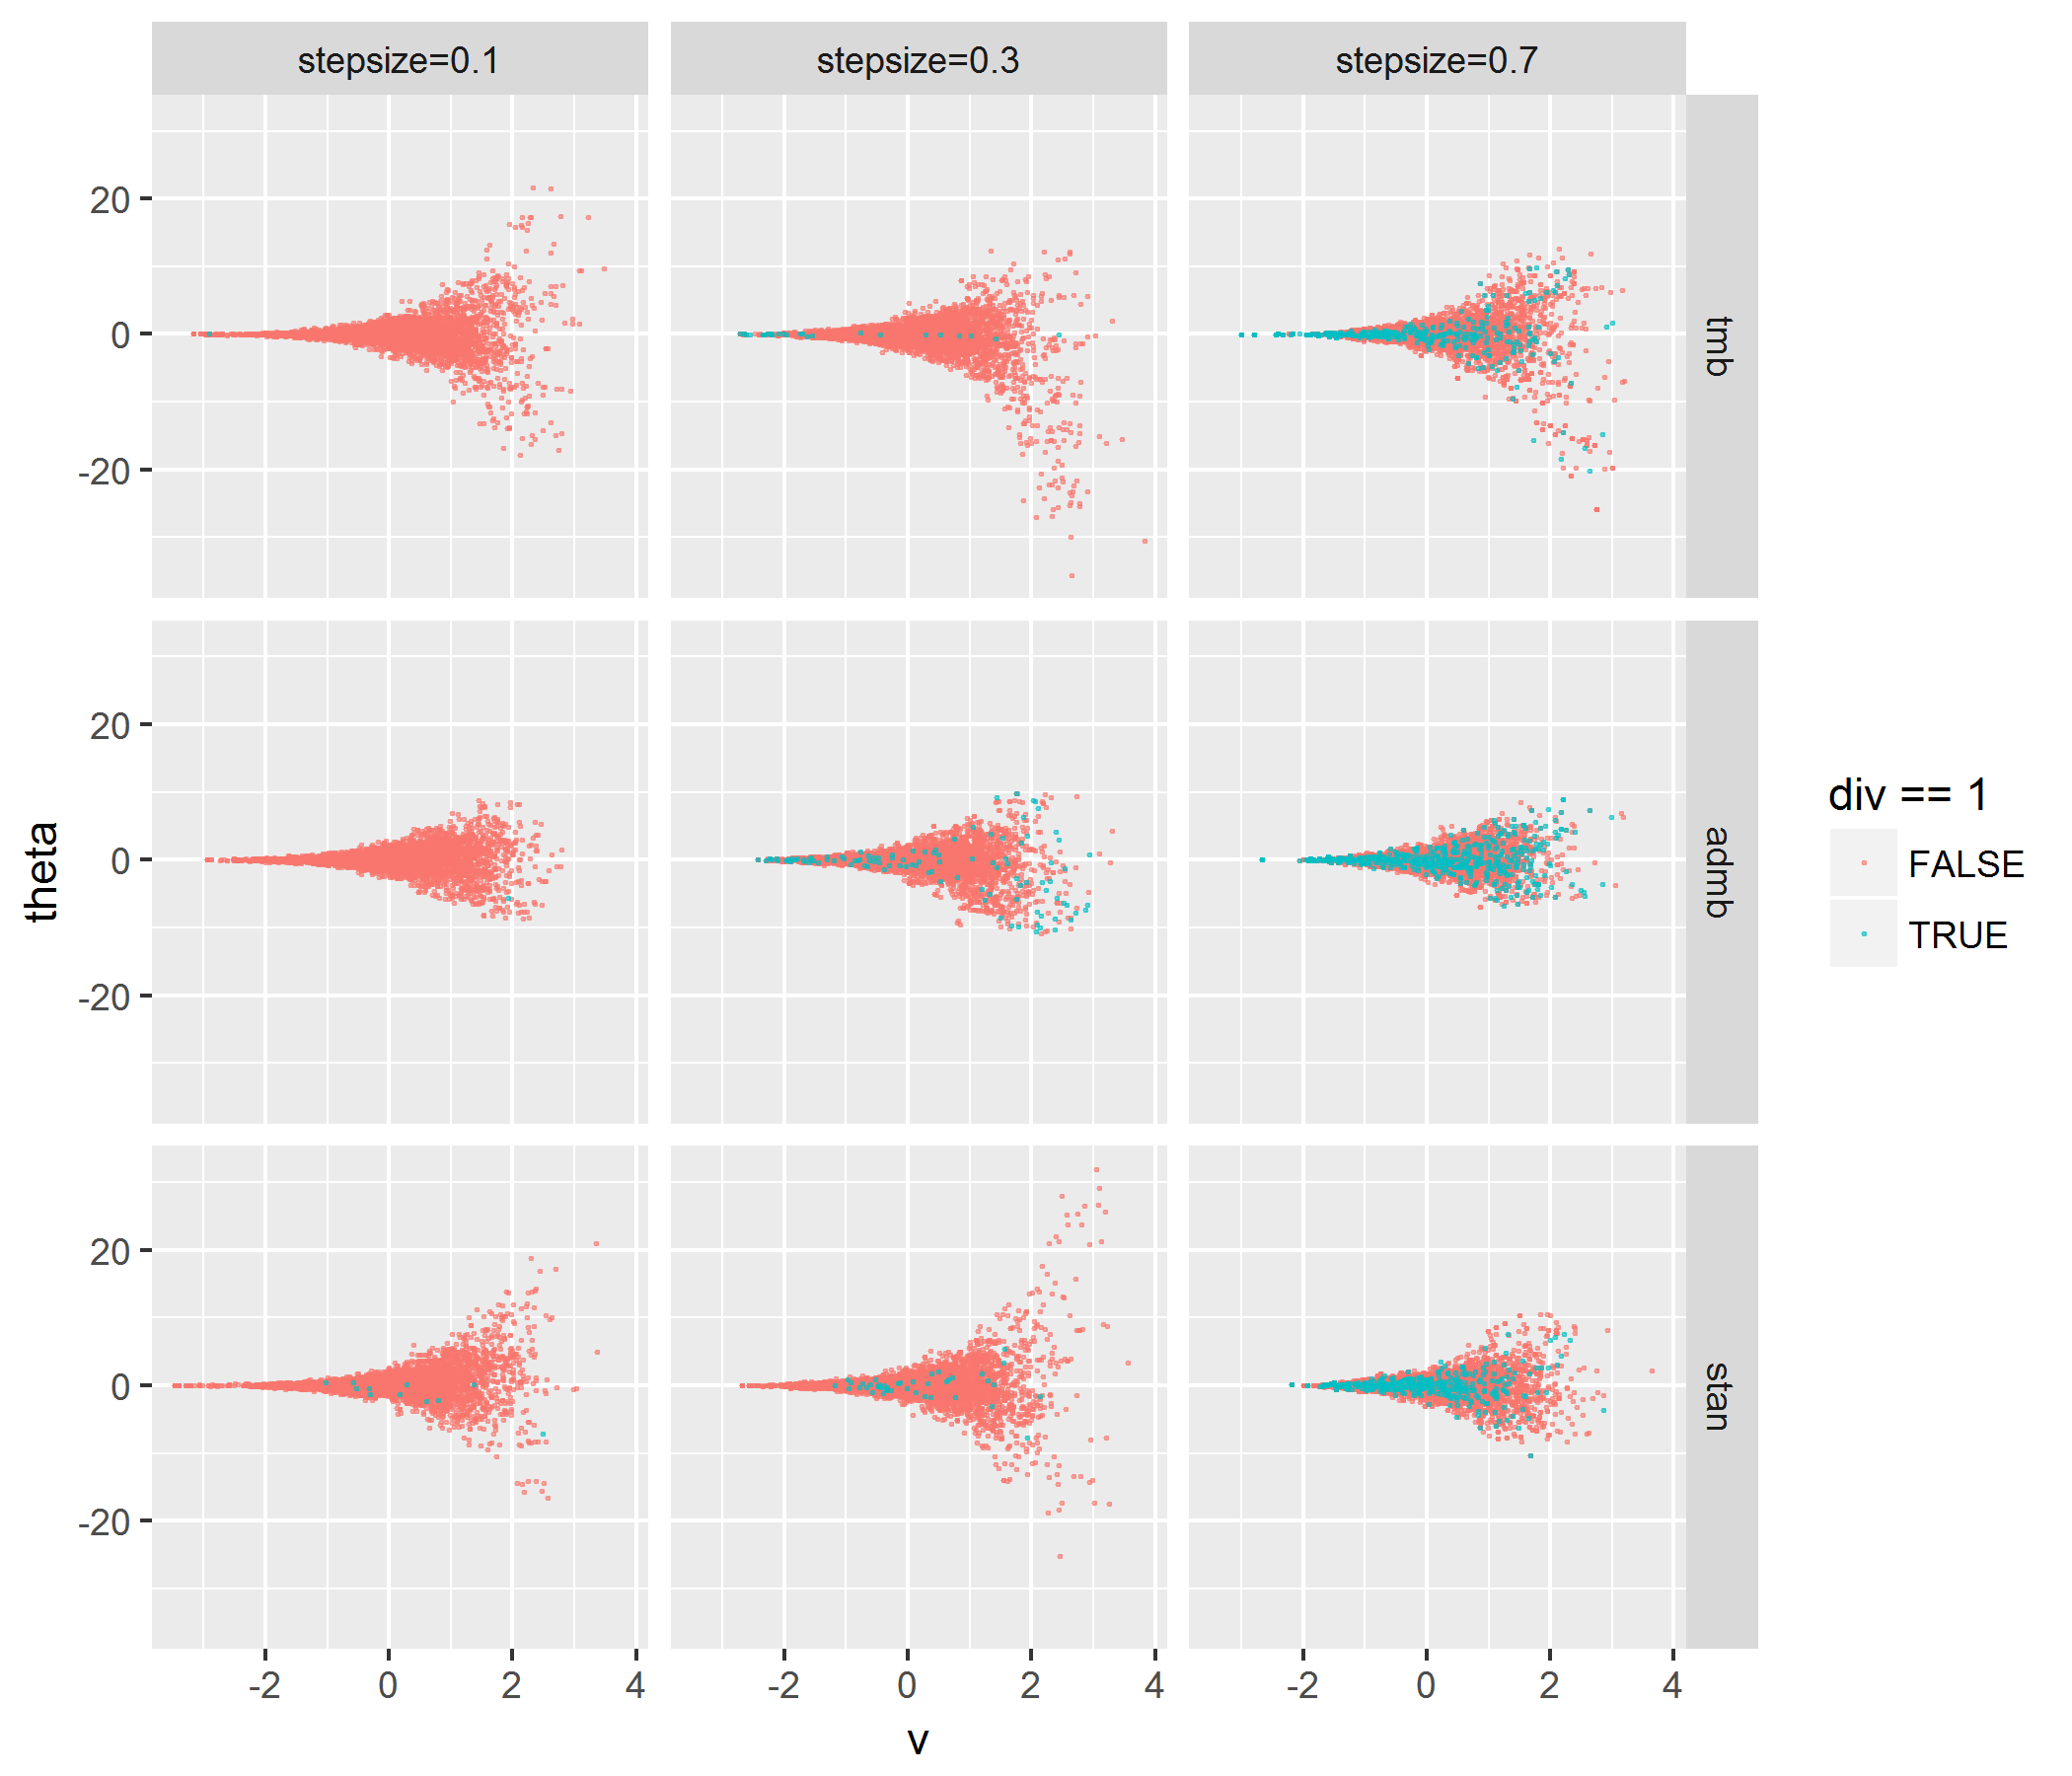 stepsize=0.1 stepsize=0.3 stepsize=0.7
20
0
-20
tmb
theta
20
0
-20
admb
20
0
-20
stan
-2 0 2 4 -2 0 2 4 -2 0 2 4
v
div == 1
FALSE
TRUE